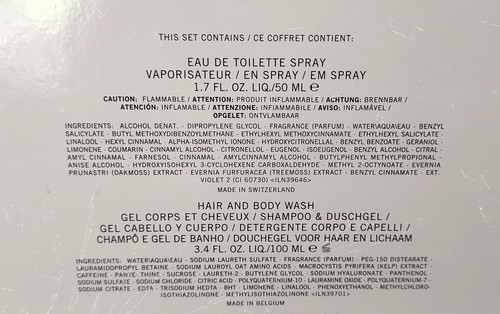 THIS SET CONTAINS / CE COFFRET CONTIENT:
EAU DE TOILETTE SPRAY
VAPORISATEUR / EN SPRAY / EM SPRAY
1.7 FL. OZ. LIQ./50 ML ℮
CAUTION: FLAMMABLE / ATTENTION: PRODUIT INFLAMMABLE / ACHTUNG: BRENNBAR /
ATENCIÓN: INFLAMABLE / ATTENZIONE: INFIAMMABILE / AVISO: INFLAMÁVEL /
OPGELET: ONTVLAMBAAR
INGREDIENTS: ALCOHOL DENAT. · DIPROPYLENE GLYCOL · FRAGRANCE (PARFUM) · WATER\AQUA\EAU · BENZYL
SALICYLATE · BUTYL METHOXYDIBENZOYLMETHANE · ETHYLHEXYL METHOXYCINNAMATE · ETHYLHEXYL SALICYLATE ·
LINALOOL · HEXYL CINNAMAL · ALPHA-ISOMETHYL IONONE · HYDROXYCITRONELLAL · BENZYL BENZOATE · GERANIOL ·
LIMONENE · COUMARIN · CINNAMYL ALCOHOL · CITRONELLOL · EUGENOL · ISOEUGENOL · BENZYL ALCOHOL · CITRAL ·
AMYL CINNAMAL · FARNESOL · CINNAMAL · AMYLCINNAMYL ALCOHOL · BUTYLPHENYL METHYLPROPIONAL ·
ANISE ALCOHOL · HYDROXYISOHEXYL 3-CYCLOHEXENE CARBOXALDEHYDE · METHYL 2-OCTYNOATE · EVERNIA
PRUNASTRI (OAKMOSS) EXTRACT · EVERNIA FURFURACEA (TREEMOSS) EXTRACT · BENZYL CINNAMATE · EXT.
VIOLET 2 (CI 60730) <ILN39646>
MADE IN SWITZERLAND
HAIR AND BODY WASH
GEL CORPS ET CHEVEUX / SHAMPOO & DUSCHGEL /
GEL CABELLO Y CUERPO / DETERGENTE CORPO E CAPELLI /
CHAMPÔ E GEL DE BANHO / DOUCHEGEL VOOR HAAR EN LICHAAM
3.4 FL. OZ. LIQ./100 ML ℮
INGREDIENTS: WATER\AQUA\EAU · SODIUM LAURETH SULFATE · FRAGRANCE (PARFUM) · PEG-150 DISTEARATE ·
LAURAMIDOPROPYL BETAINE · SODIUM LAUROYL OAT AMINO ACIDS · MACROCYSTIS PYRIFERA (KELP) EXTRACT ·
CAFFEINE · PANTETHINE · SUCROSE · LAURETH-2 · BUTYLENE GLYCOL · SODIUM HYALURONATE · PANTHENOL ·
SODIUM SULFATE · SODIUM CHLORIDE · CITRIC ACID · POLYQUATERNIUM-10 · LAURAMINE OXIDE · POLYQUATERNIUM-7 ·
SODIUM CITRATE · EDTA · TRISODIUM HEDTA · BHT · LIMONENE · LINALOOL · PHENOXYETHANOL · METHYLCHLORO-
ISOTHIAZOLINONE · METHYLISOTHIAZOLINONE <ILN39701>
MADE IN BELGIUM